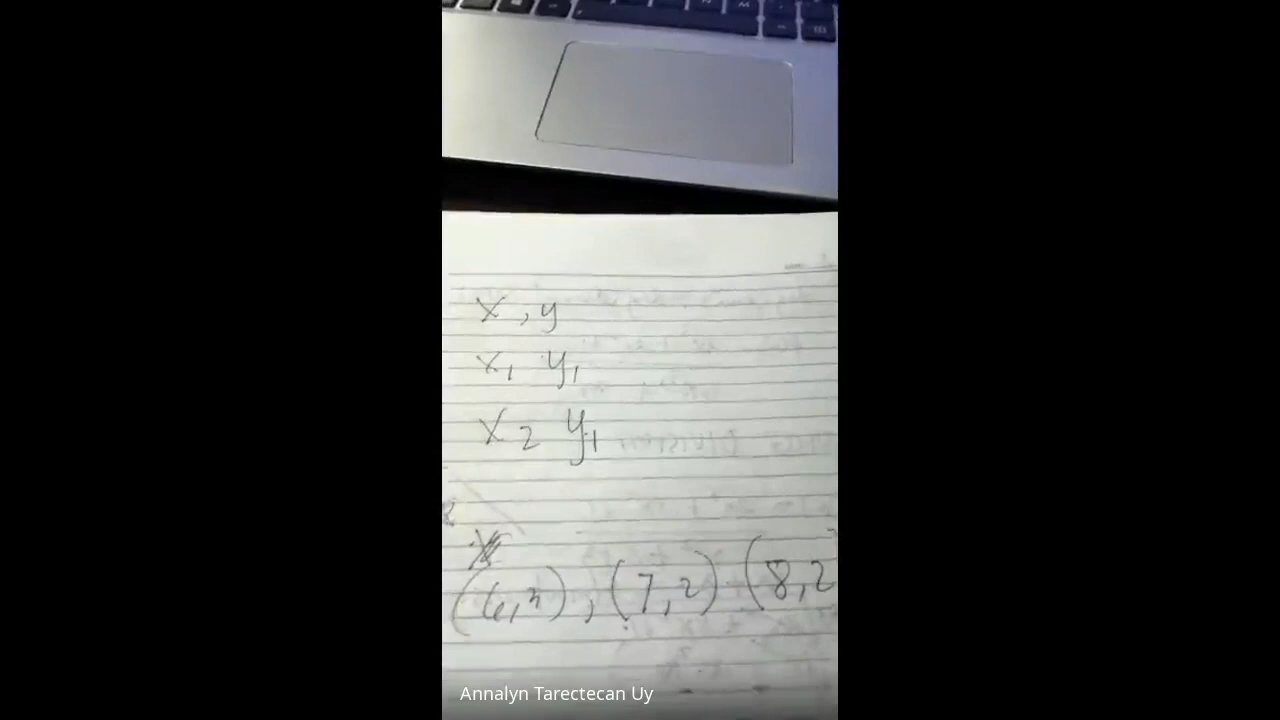 x, y
x1 y1
x2 y1
(7,2) (8,2
Annalyn Tarectecan Uy